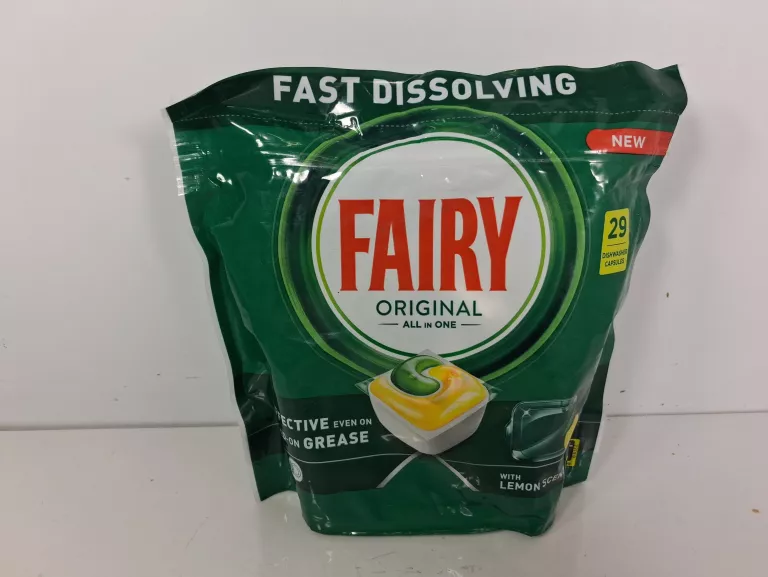 FAST DISSOLVING
NEW
FAIRY
ORIGINAL
ALL IN ONE
29
DISHWASHER
CAPSULES
EVEN ON
GREASE
WITH
LEMON